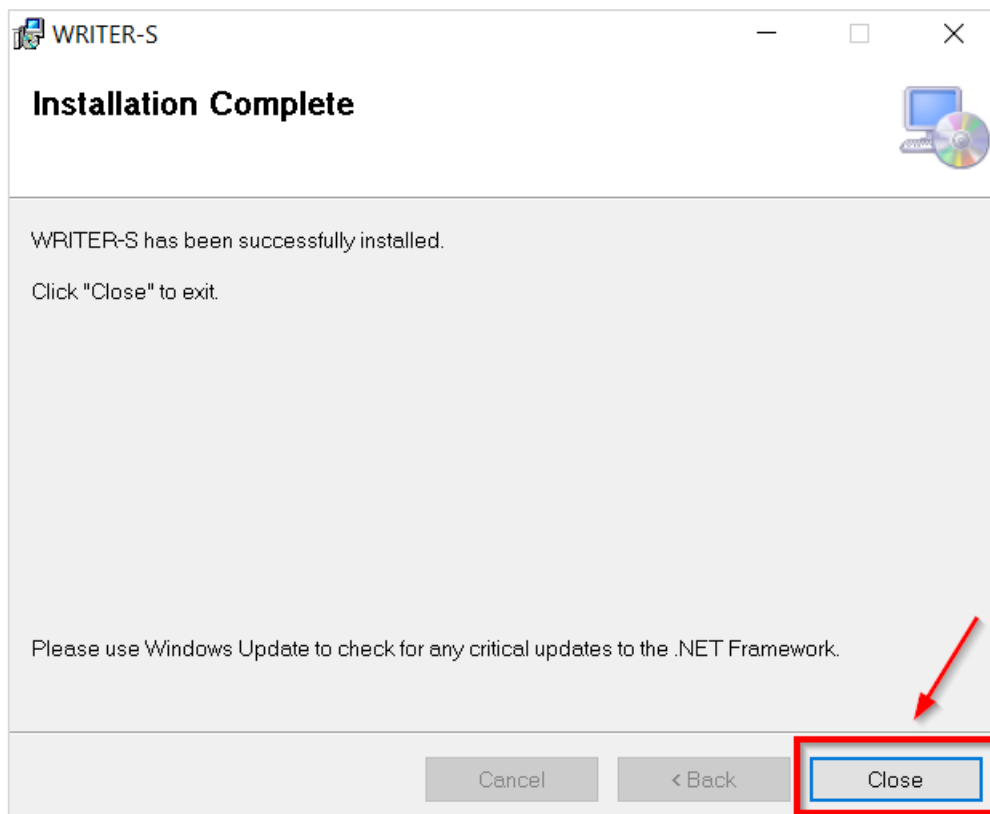 WRITER-S
Installation Complete
WRITER-S has been successfully installed.
Click "Close" to exit.
Please use Windows Update to check for any critical updates to the .NET Framework.
Cancel
< Back
Close